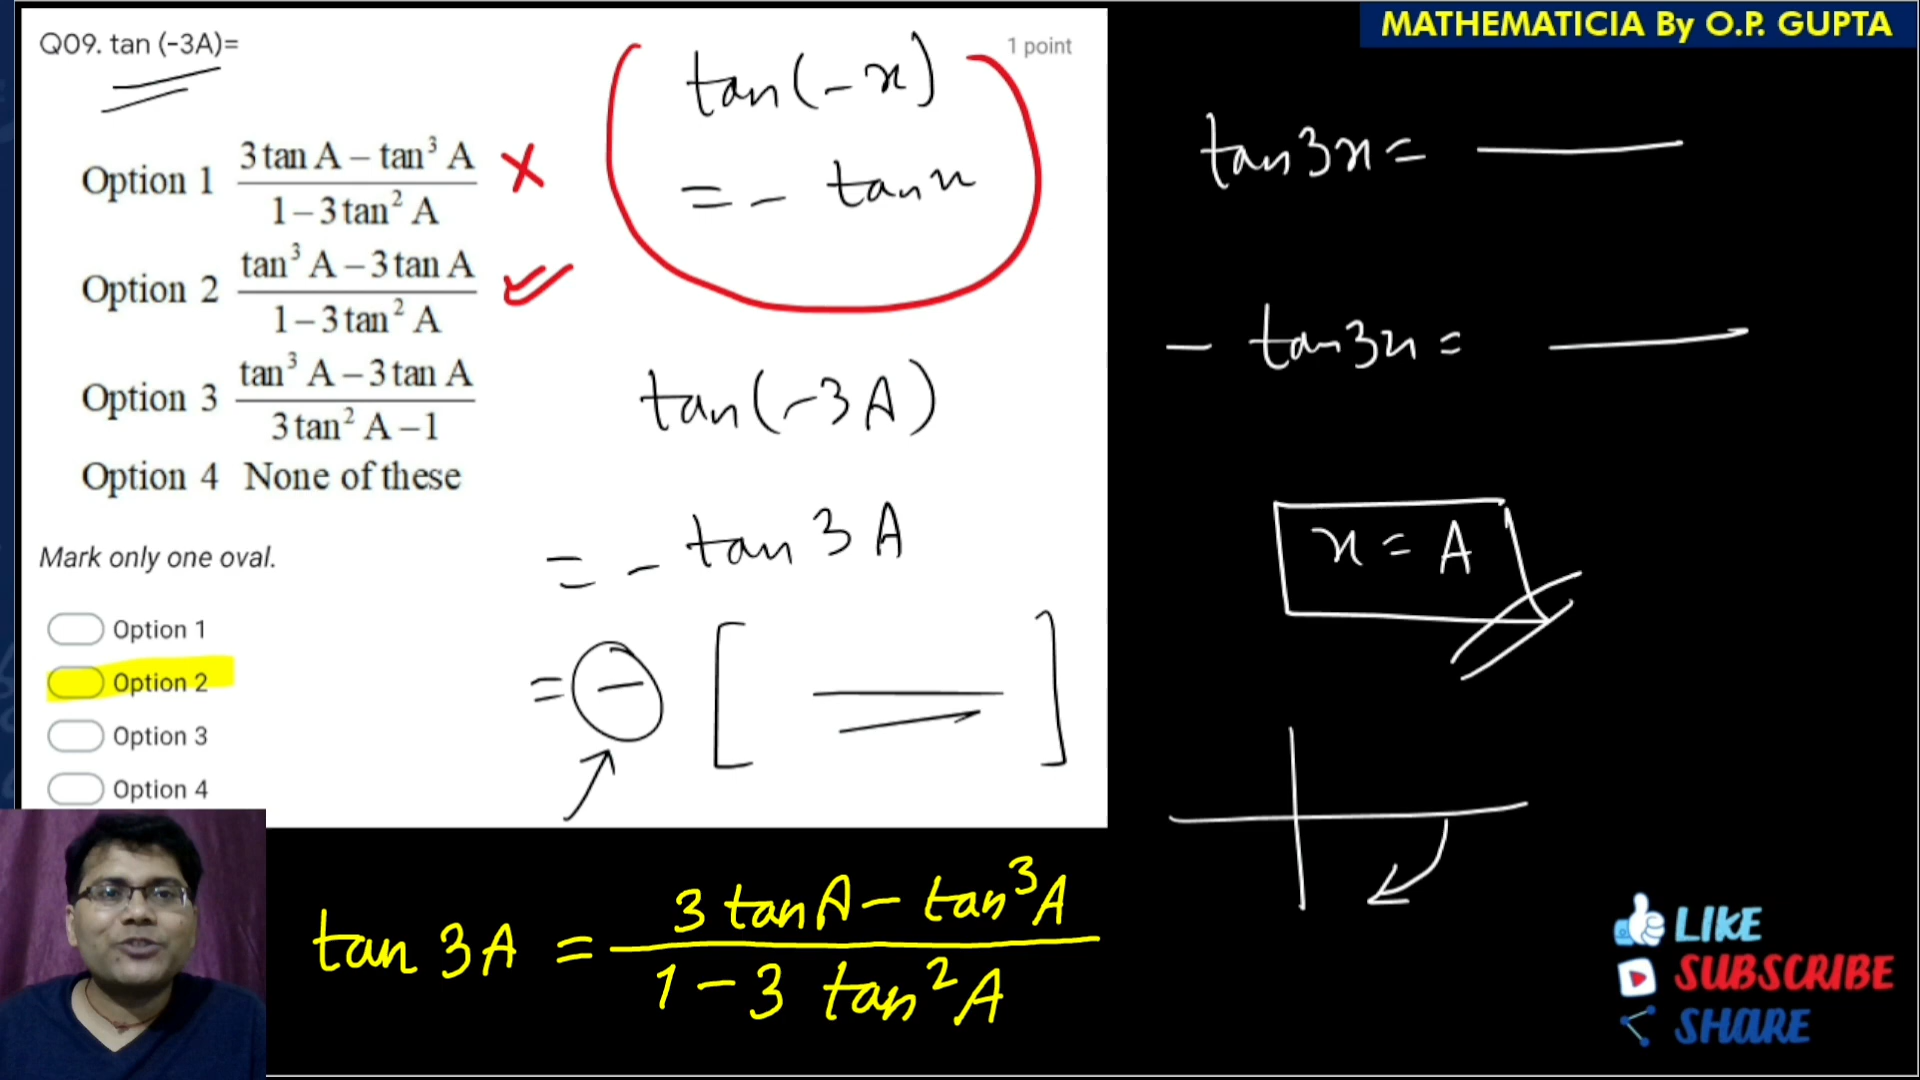 MATHEMATICIA By O.P. GUPTA
Q09. tan (-3A)=
1 point
Option 1 (3 tan A – tan³ A)/(1 – 3 tan² A) ×
Option 2 (tan³ A – 3 tan A)/(1 – 3 tan² A) ✓
Option 3 (tan³ A – 3 tan A)/(3 tan² A – 1)
Option 4 None of these
Mark only one oval.
Option 1
Option 2
Option 3
Option 4
tan(-x)
= - tan x
tan(-3A)
= - tan 3A
= - [ ]
tan 3A = (3 tan A – tan³A)/(1 – 3 tan²A)
tan3x =
- tan3x =
x = A
LIKE
SUBSCRIBE
SHARE